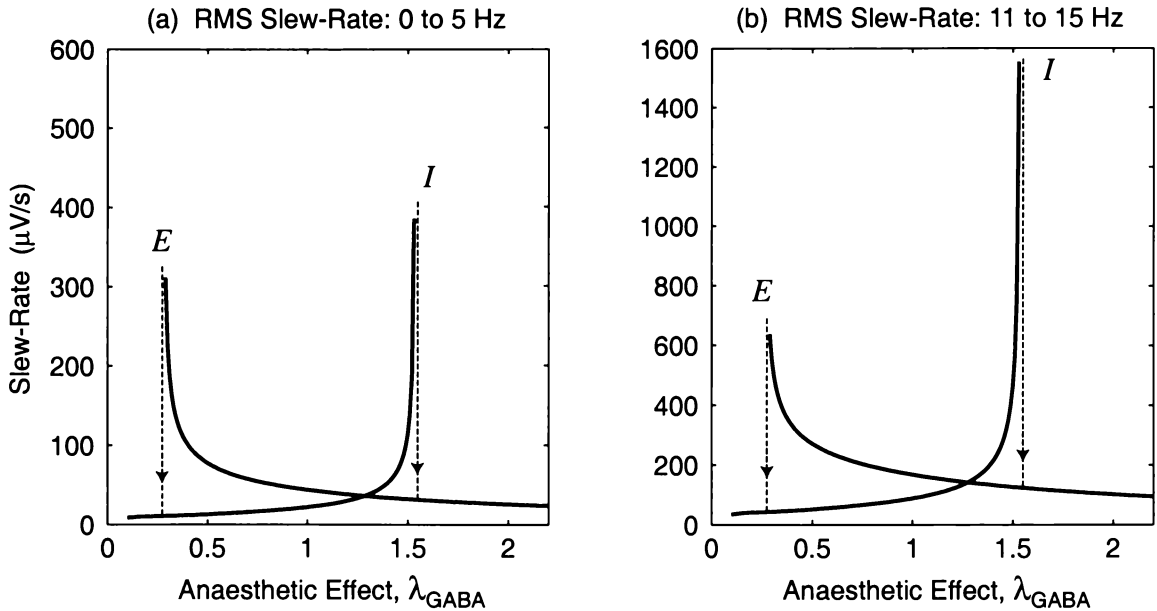 (a) RMS Slew-Rate: 0 to 5 Hz
600
500
400
300
200
100
0
Slew-Rate (µV/s)
E
I
0 0.5 1 1.5 2
Anaesthetic Effect, λGABA
(b) RMS Slew-Rate: 11 to 15 Hz
1600
1400
1200
1000
800
600
400
200
0
E
I
0 0.5 1 1.5 2
Anaesthetic Effect, λGABA